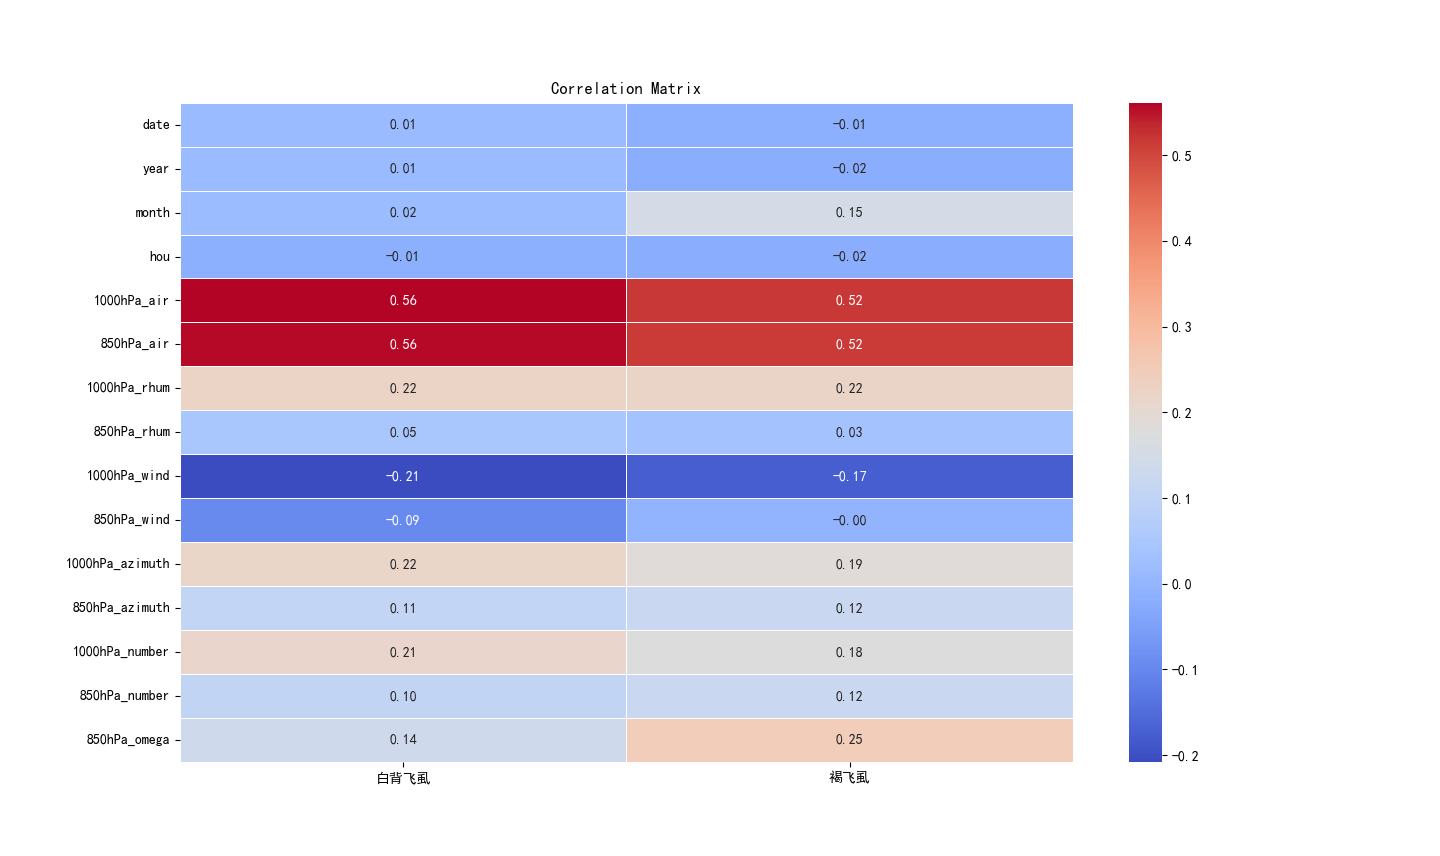 Correlation Matrix
date 0.01 -0.01
year 0.01 -0.02
month 0.02 0.15
hou -0.01 -0.02
1000hPa_air 0.56 0.52
850hPa_air 0.56 0.52
1000hPa_rhum 0.22 0.22
850hPa_rhum 0.05 0.03
1000hPa_wind -0.21 -0.17
850hPa_wind -0.09 -0.00
1000hPa_azimuth 0.22 0.19
850hPa_azimuth 0.11 0.12
1000hPa_number 0.21 0.18
850hPa_number 0.10 0.12
850hPa_omega 0.14 0.25
白背飞虱 褐飞虱
0.5
0.4
0.3
0.2
0.1
0.0
-0.1
-0.2